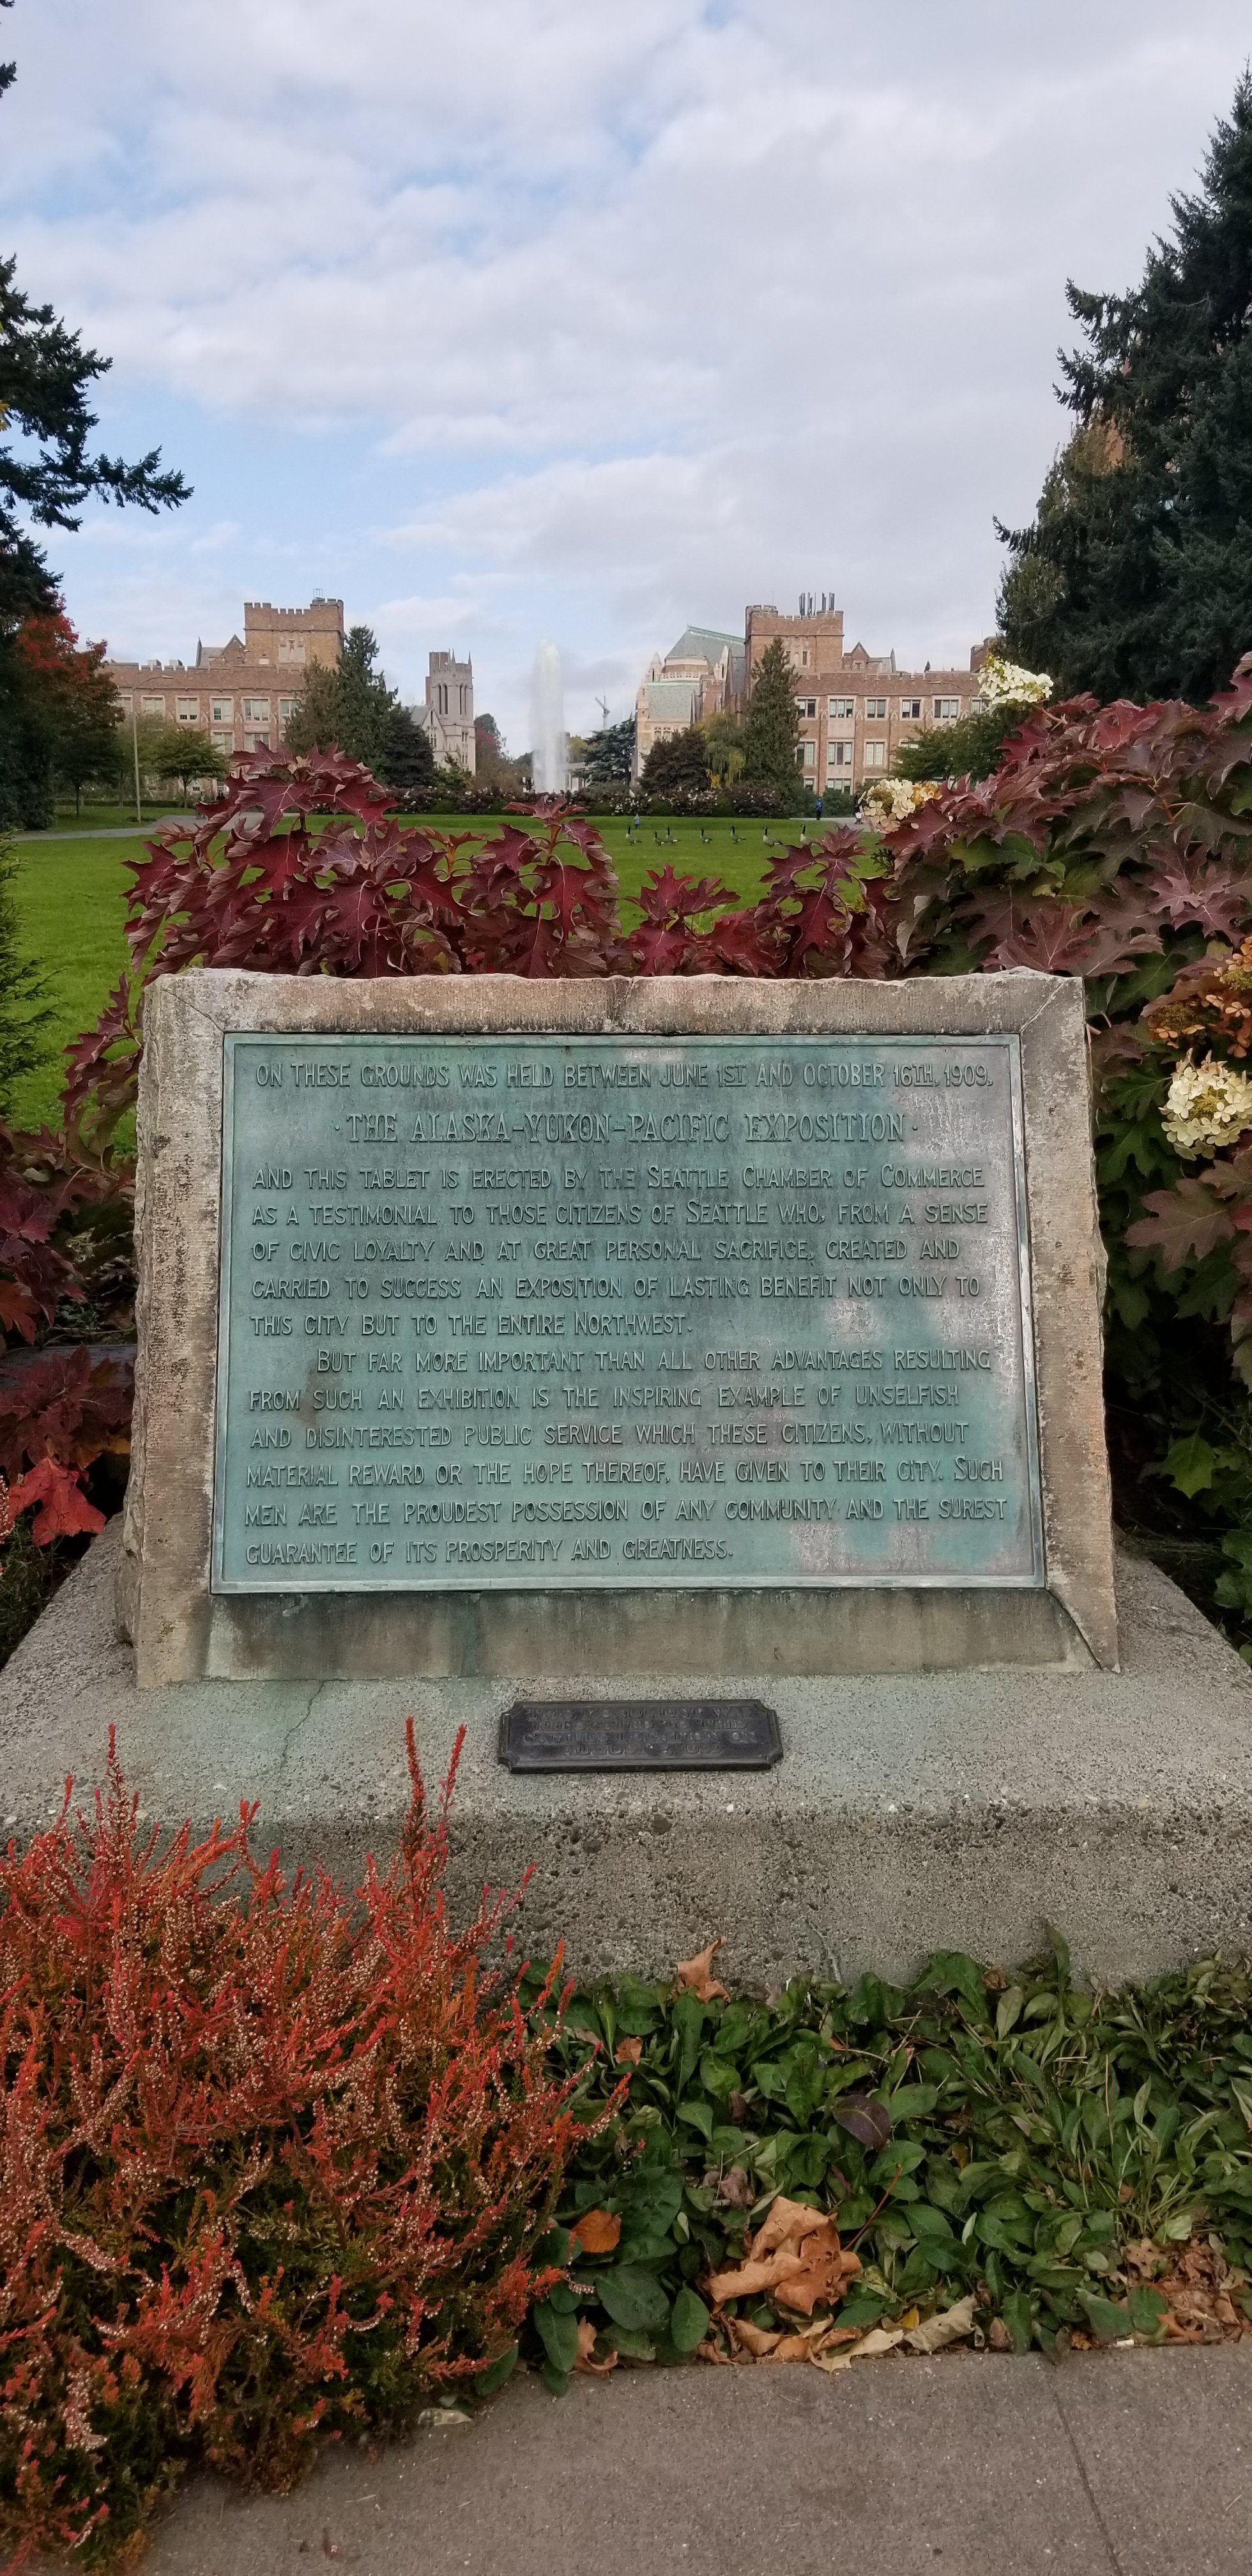 ON THESE GROUNDS WAS HELD BETWEEN JUNE 1ST AND OCTOBER 16TH, 1909,
· THE ALASKA-YUKON-PACIFIC EXPOSITION ·
AND THIS TABLET IS ERECTED BY THE SEATTLE CHAMBER OF COMMERCE
AS A TESTIMONIAL TO THOSE CITIZENS OF SEATTLE WHO, FROM A SENSE
OF CIVIC LOYALTY AND AT GREAT PERSONAL SACRIFICE, CREATED AND
CARRIED TO SUCCESS AN EXPOSITION OF LASTING BENEFIT NOT ONLY TO
THIS CITY BUT TO THE ENTIRE NORTHWEST.
BUT FAR MORE IMPORTANT THAN ALL OTHER ADVANTAGES RESULTING
FROM SUCH AN EXHIBITION IS THE INSPIRING EXAMPLE OF UNSELFISH
AND DISINTERESTED PUBLIC SERVICE WHICH THESE CITIZENS, WITHOUT
MATERIAL REWARD OR THE HOPE THEREOF, HAVE GIVEN TO THEIR CITY. SUCH
MEN ARE THE PROUDEST POSSESSION OF ANY COMMUNITY AND THE SUREST
GUARANTEE OF ITS PROSPERITY AND GREATNESS.